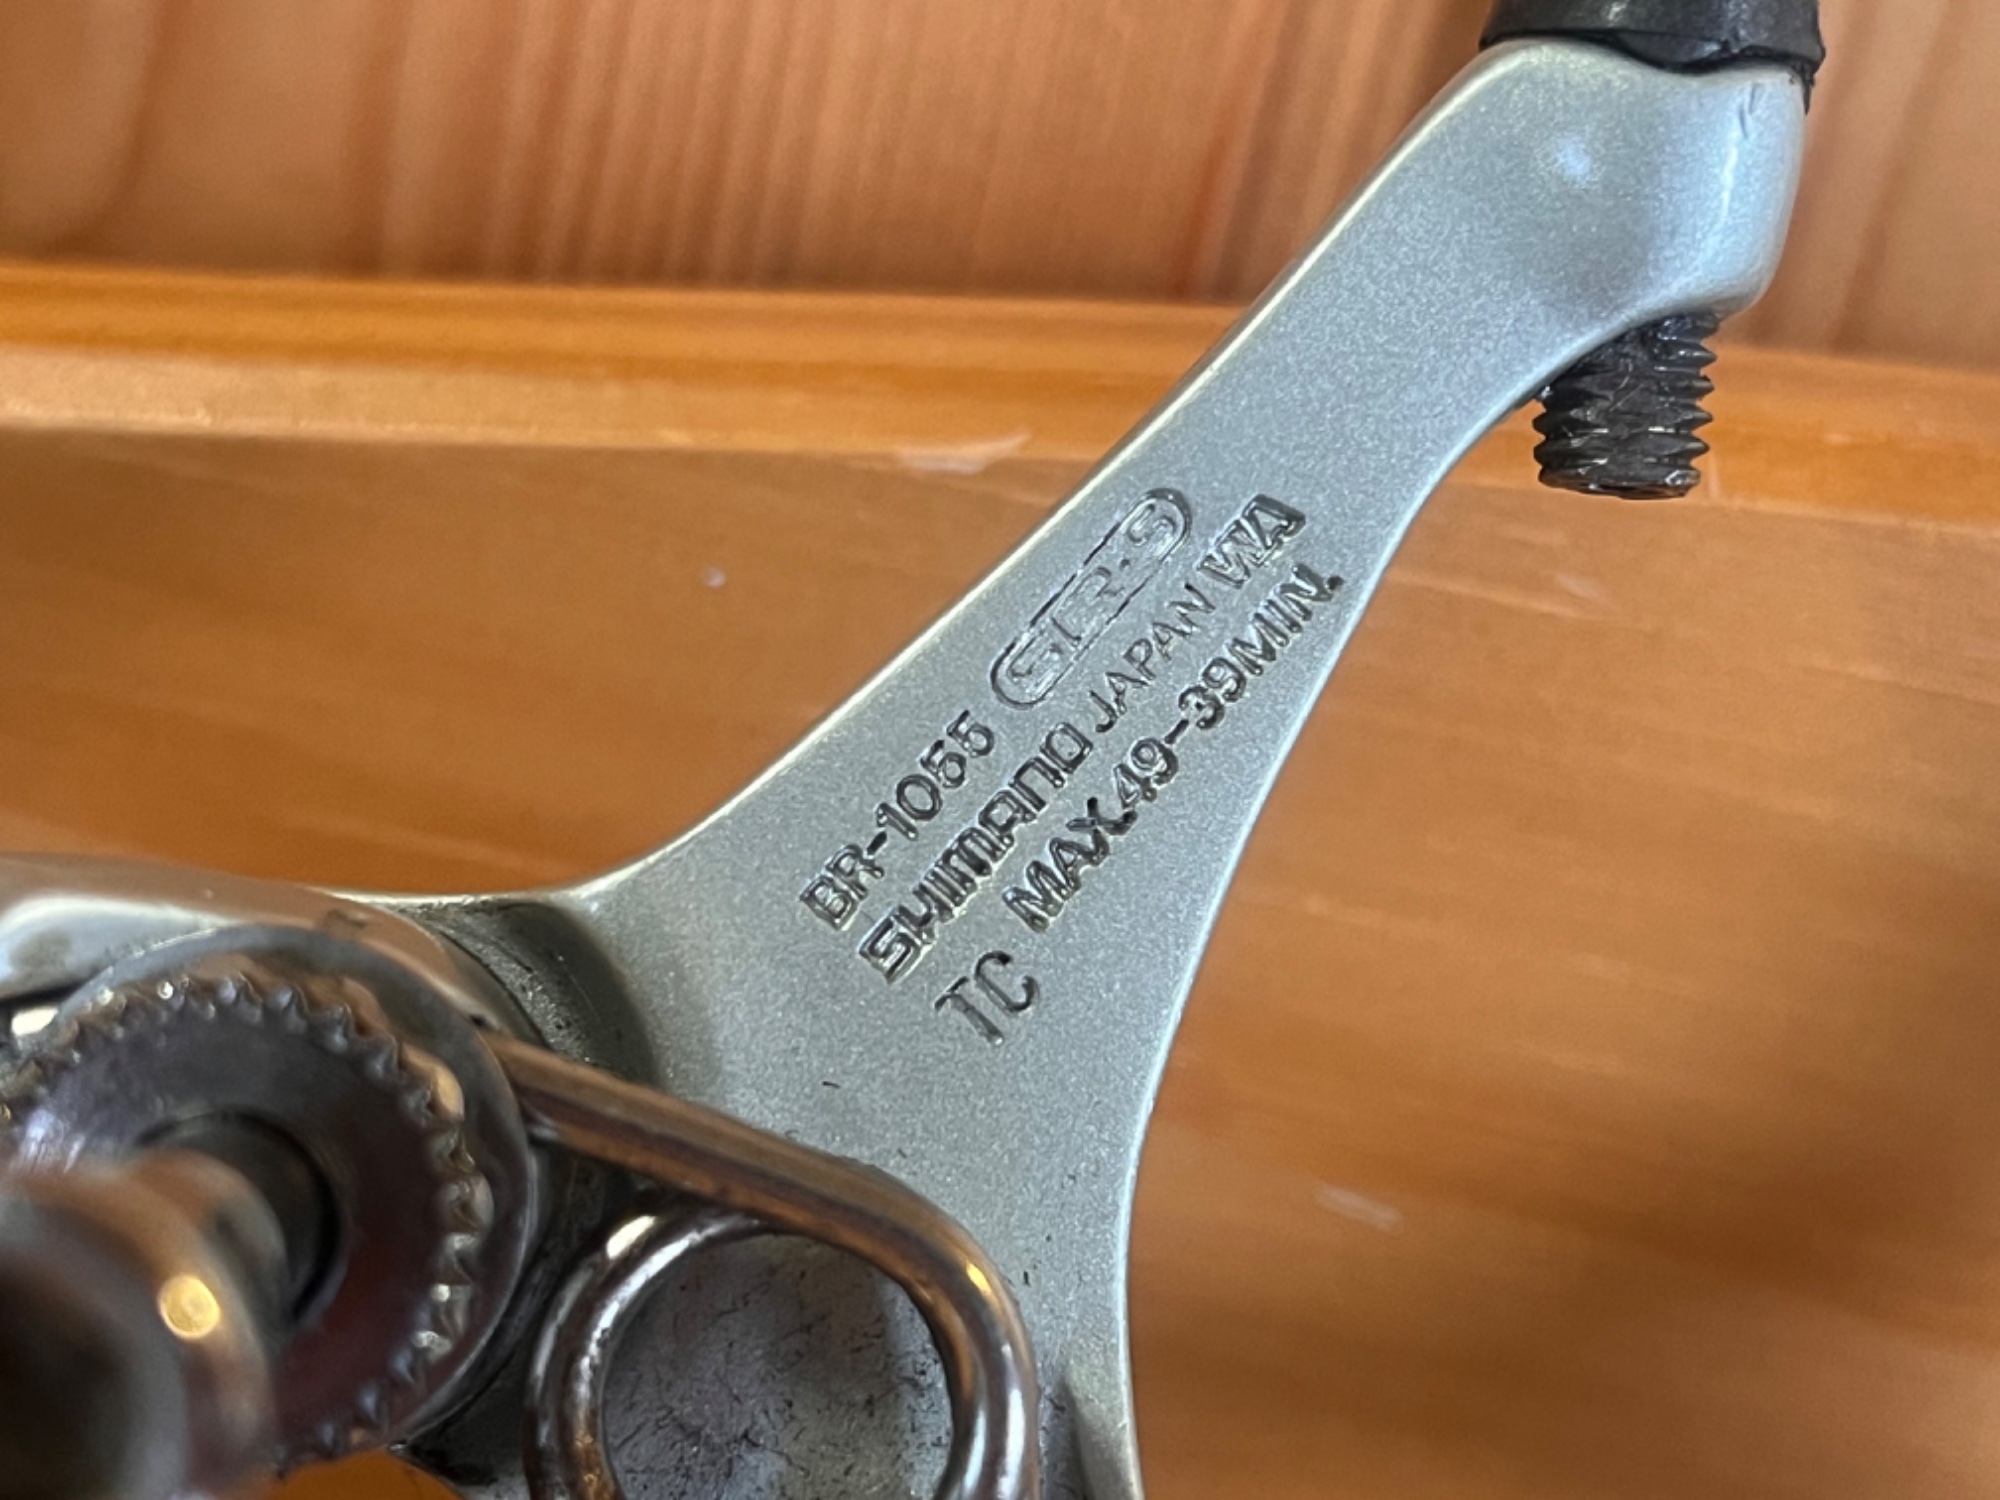 BR-1055 SLR·S
SHIMANO JAPAN WA
MAX.49-39MIN.
TC